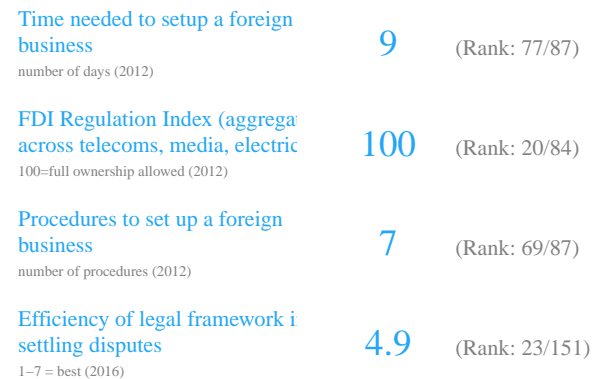 Time needed to setup a foreign
business
number of days (2012)
9
(Rank: 77/87)
FDI Regulation Index
across telecoms, media,
100=full ownership allowed (2012)
100
(Rank: 20/84)
Procedures to set up a foreign
business
number of procedures (2012)
7
(Rank: 69/87)
Efficiency of legal framework
settling disputes
1–7 = best (2016)
4.9
(Rank: 23/151)